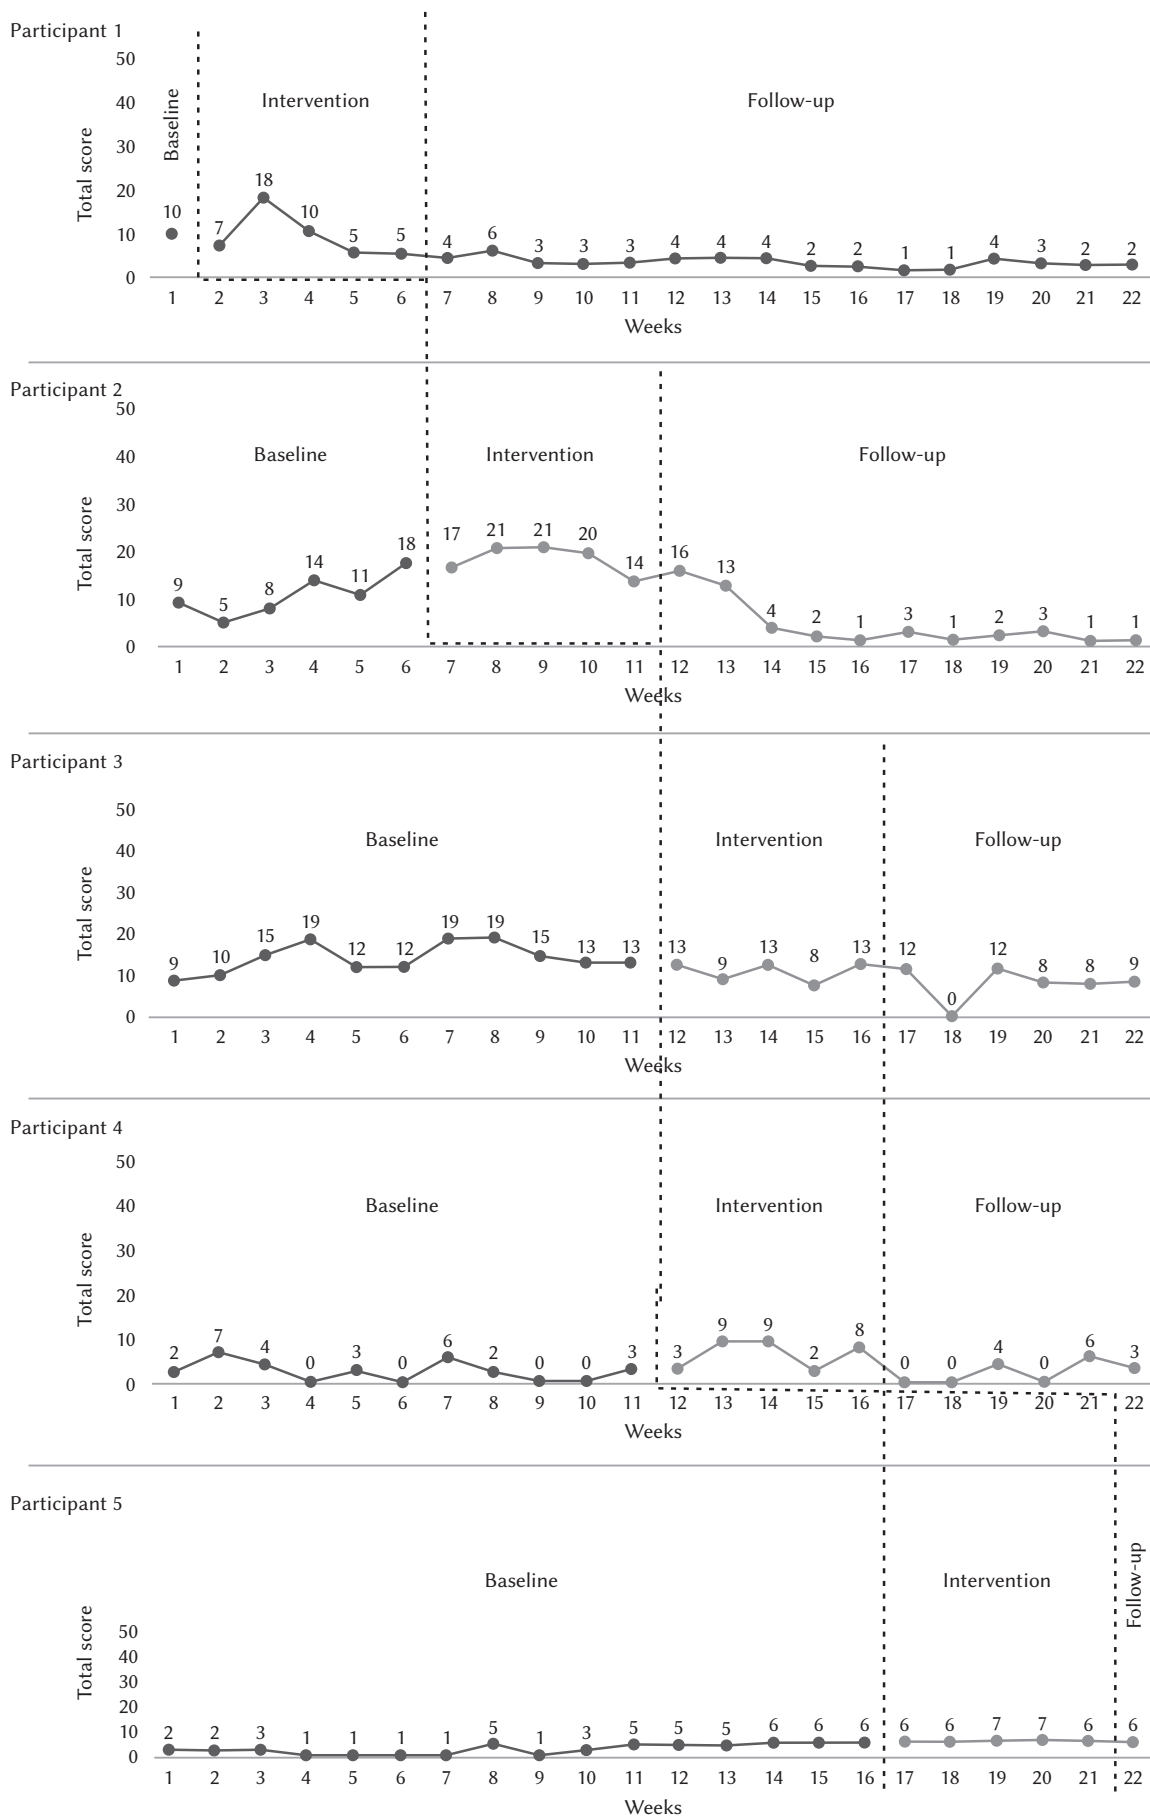 Participant 1
50
40
30
20
10
0
Total score
Baseline
Intervention
Follow-up
10 7 18 10 5 5 4 6 3 3 3 4 4 4 2 2 1 1 4 3 2 2
1 2 3 4 5 6 7 8 9 10 11 12 13 14 15 16 17 18 19 20 21 22
Weeks
Participant 2
50
40
30
20
10
0
Total score
Baseline
Intervention
Follow-up
9 5 8 14 11 18 17 21 21 20 14 16 13 4 2 1 3 1 2 3 1 1
1 2 3 4 5 6 7 8 9 10 11 12 13 14 15 16 17 18 19 20 21 22
Weeks
Participant 3
50
40
30
20
10
0
Total score
Baseline
Intervention
Follow-up
9 10 15 19 12 12 19 19 15 13 13 13 9 13 8 13 12 0 12 8 8 9
1 2 3 4 5 6 7 8 9 10 11 12 13 14 15 16 17 18 19 20 21 22
Weeks
Participant 4
50
40
30
20
10
0
Total score
Baseline
Intervention
Follow-up
2 7 4 0 3 0 6 2 0 0 3 3 9 9 2 8 0 0 4 0 6 3
1 2 3 4 5 6 7 8 9 10 11 12 13 14 15 16 17 18 19 20 21 22
Weeks
Participant 5
50
40
30
20
10
0
Total score
Baseline
Intervention
Follow-up
2 2 3 1 1 1 1 5 1 3 5 5 5 6 6 6 6 6 7 7 6 6
1 2 3 4 5 6 7 8 9 10 11 12 13 14 15 16 17 18 19 20 21 22
Weeks